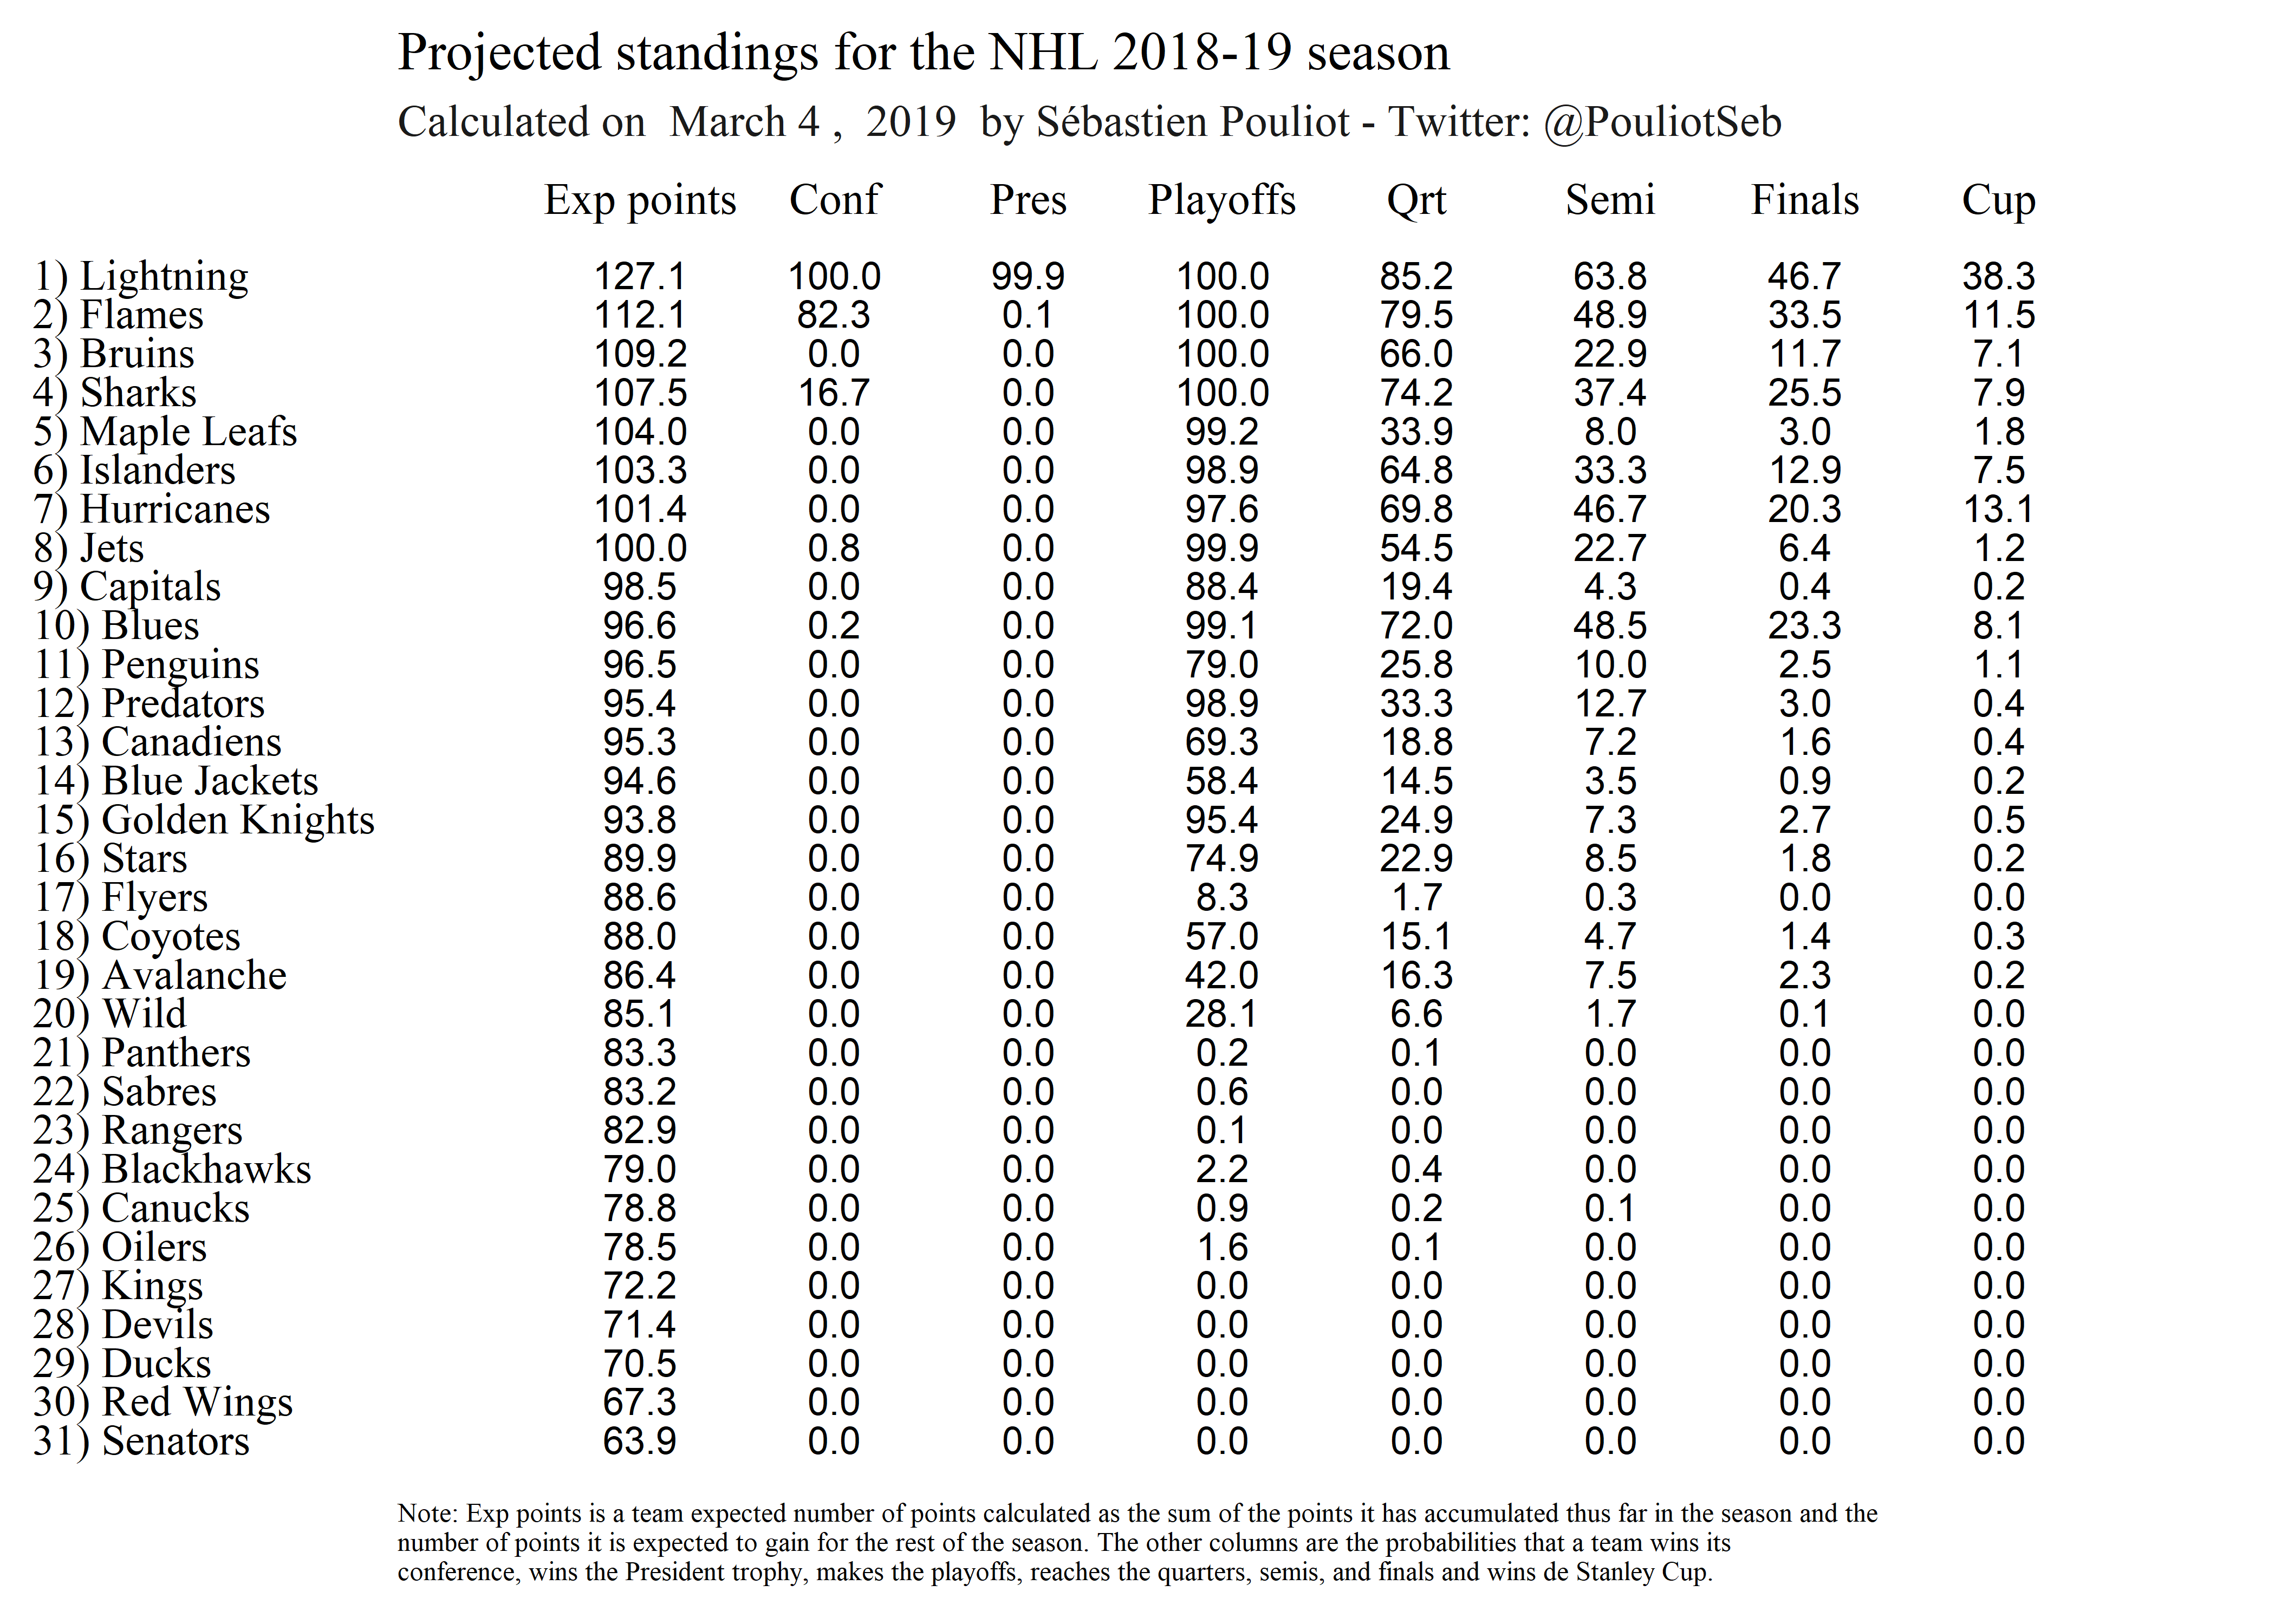 Projected standings for the NHL 2018-19 season
Calculated on  March 4 ,  2019  by Sébastien Pouliot - Twitter: @PouliotSeb
Exp points Conf Pres Playoffs Qrt Semi Finals Cup
1) Lightning 127.1 100.0 99.9 100.0 85.2 63.8 46.7 38.3
2) Flames 112.1 82.3 0.1 100.0 79.5 48.9 33.5 11.5
3) Bruins 109.2 0.0 0.0 100.0 66.0 22.9 11.7 7.1
4) Sharks 107.5 16.7 0.0 100.0 74.2 37.4 25.5 7.9
5) Maple Leafs 104.0 0.0 0.0 99.2 33.9 8.0 3.0 1.8
6) Islanders 103.3 0.0 0.0 98.9 64.8 33.3 12.9 7.5
7) Hurricanes 101.4 0.0 0.0 97.6 69.8 46.7 20.3 13.1
8) Jets 100.0 0.8 0.0 99.9 54.5 22.7 6.4 1.2
9) Capitals 98.5 0.0 0.0 88.4 19.4 4.3 0.4 0.2
10) Blues 96.6 0.2 0.0 99.1 72.0 48.5 23.3 8.1
11) Penguins 96.5 0.0 0.0 79.0 25.8 10.0 2.5 1.1
12) Predators 95.4 0.0 0.0 98.9 33.3 12.7 3.0 0.4
13) Canadiens 95.3 0.0 0.0 69.3 18.8 7.2 1.6 0.4
14) Blue Jackets 94.6 0.0 0.0 58.4 14.5 3.5 0.9 0.2
15) Golden Knights 93.8 0.0 0.0 95.4 24.9 7.3 2.7 0.5
16) Stars 89.9 0.0 0.0 74.9 22.9 8.5 1.8 0.2
17) Flyers 88.6 0.0 0.0 8.3 1.7 0.3 0.0 0.0
18) Coyotes 88.0 0.0 0.0 57.0 15.1 4.7 1.4 0.3
19) Avalanche 86.4 0.0 0.0 42.0 16.3 7.5 2.3 0.2
20) Wild 85.1 0.0 0.0 28.1 6.6 1.7 0.1 0.0
21) Panthers 83.3 0.0 0.0 0.2 0.1 0.0 0.0 0.0
22) Sabres 83.2 0.0 0.0 0.6 0.0 0.0 0.0 0.0
23) Rangers 82.9 0.0 0.0 0.1 0.0 0.0 0.0 0.0
24) Blackhawks 79.0 0.0 0.0 2.2 0.4 0.0 0.0 0.0
25) Canucks 78.8 0.0 0.0 0.9 0.2 0.1 0.0 0.0
26) Oilers 78.5 0.0 0.0 1.6 0.1 0.0 0.0 0.0
27) Kings 72.2 0.0 0.0 0.0 0.0 0.0 0.0 0.0
28) Devils 71.4 0.0 0.0 0.0 0.0 0.0 0.0 0.0
29) Ducks 70.5 0.0 0.0 0.0 0.0 0.0 0.0 0.0
30) Red Wings 67.3 0.0 0.0 0.0 0.0 0.0 0.0 0.0
31) Senators 63.9 0.0 0.0 0.0 0.0 0.0 0.0 0.0
Note: Exp points is a team expected number of points calculated as the sum of the points it has accumulated thus far in the season and the
number of points it is expected to gain for the rest of the season. The other columns are the probabilities that a team wins its
conference, wins the President trophy, makes the playoffs, reaches the quarters, semis, and finals and wins de Stanley Cup.